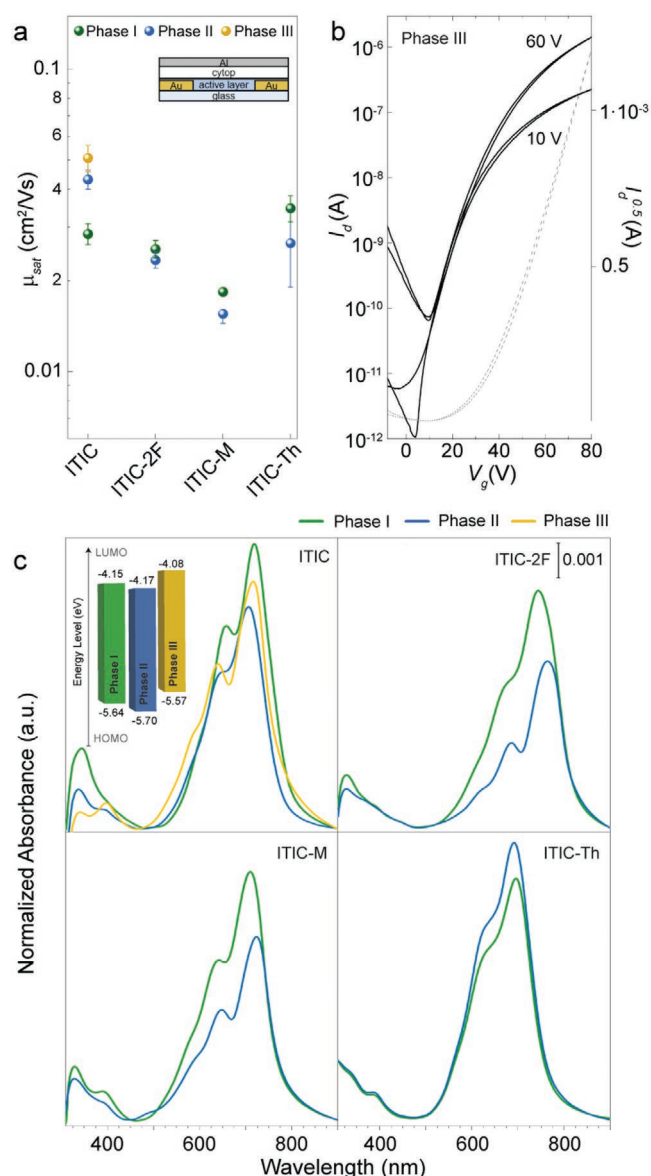 a
Phase I Phase II Phase III
Al
cytop
Au active layer Au
glass
0.1
8
6
4
2
0.01
μsat (cm²/Vs)
ITIC
ITIC-2F
ITIC-M
ITIC-Th
b
Phase III
60 V
10 V
10⁻⁶
10⁻⁷
10⁻⁸
10⁻⁹
10⁻¹⁰
10⁻¹¹
10⁻¹²
Id (A)
1·10⁻³
0.5
Id^0.5 (A)
0 20 40 60 80
Vg(V)
Phase I Phase II Phase III
c
ITIC
LUMO
Energy Level (eV)
HOMO
-4.15 -4.17 -4.08
Phase I Phase II Phase III
-5.64 -5.70 -5.57
ITIC-2F 0.001
ITIC-M
ITIC-Th
Normalized Absorbance (a.u.)
400 600 800 400 600 800
Wavelength (nm)